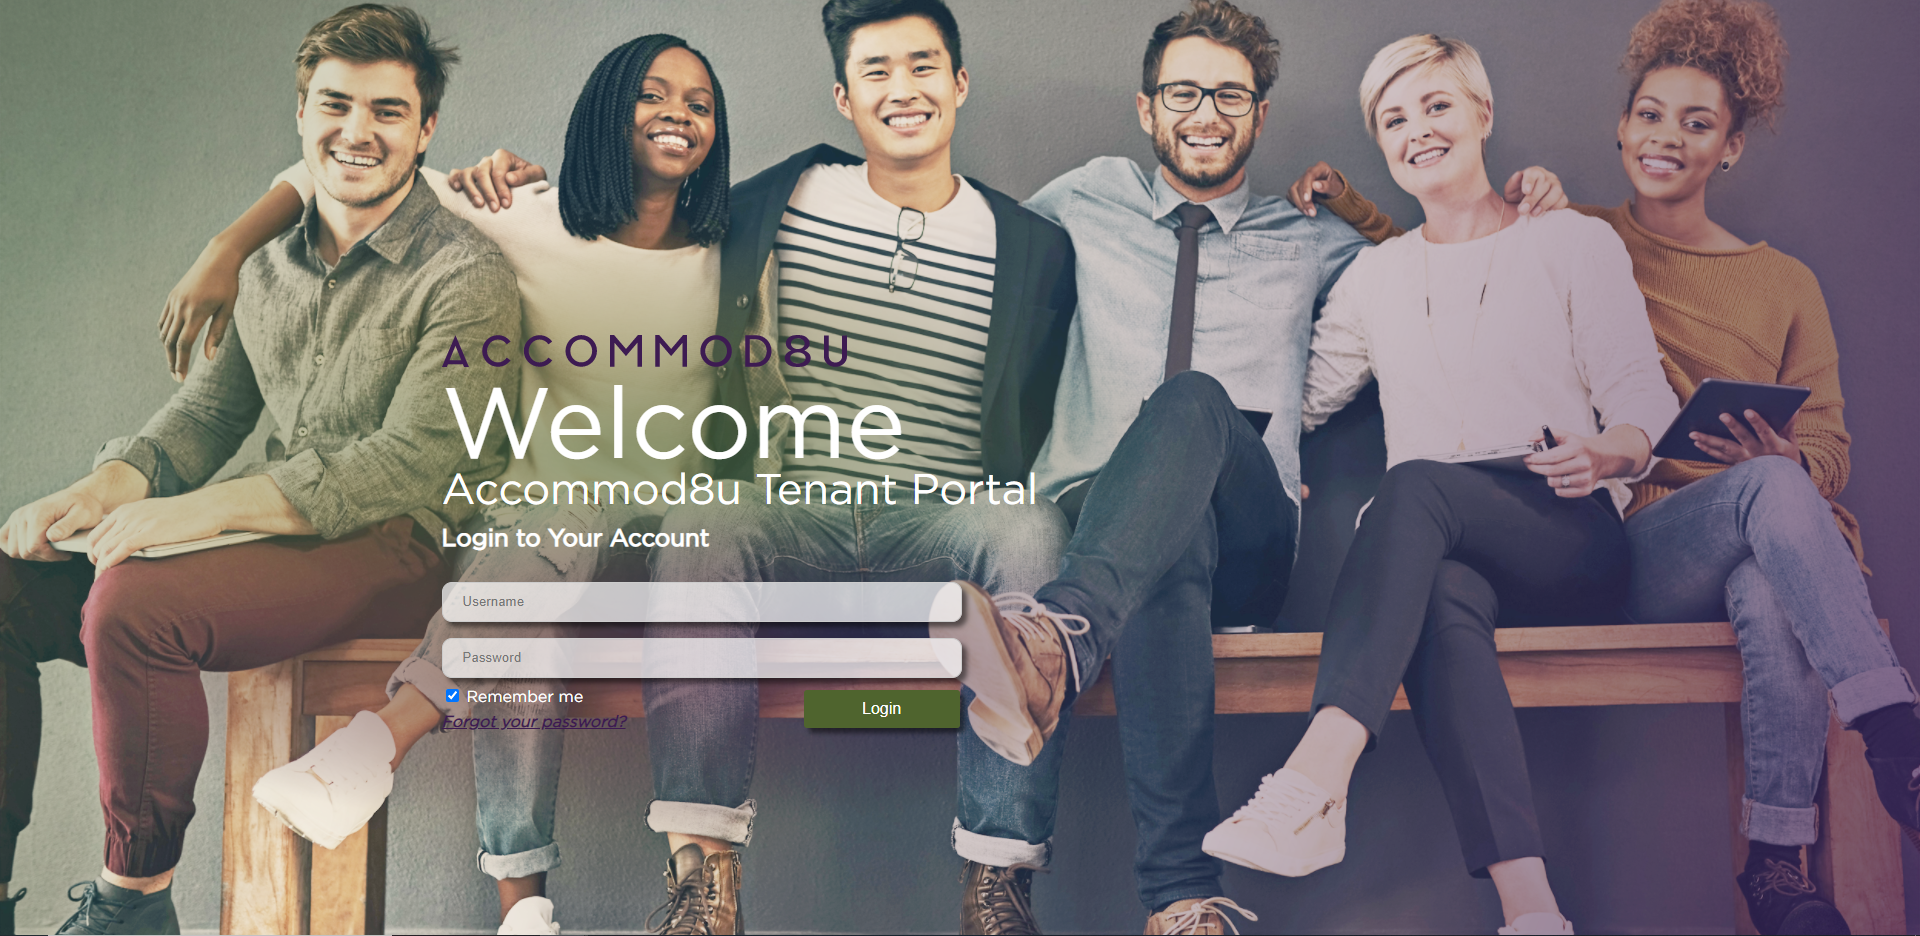 ACCOMMOD8U
Welcome
Accommod8u Tenant Portal
Login to Your Account
Username
Password
Remember me
Login
Forgot your password?